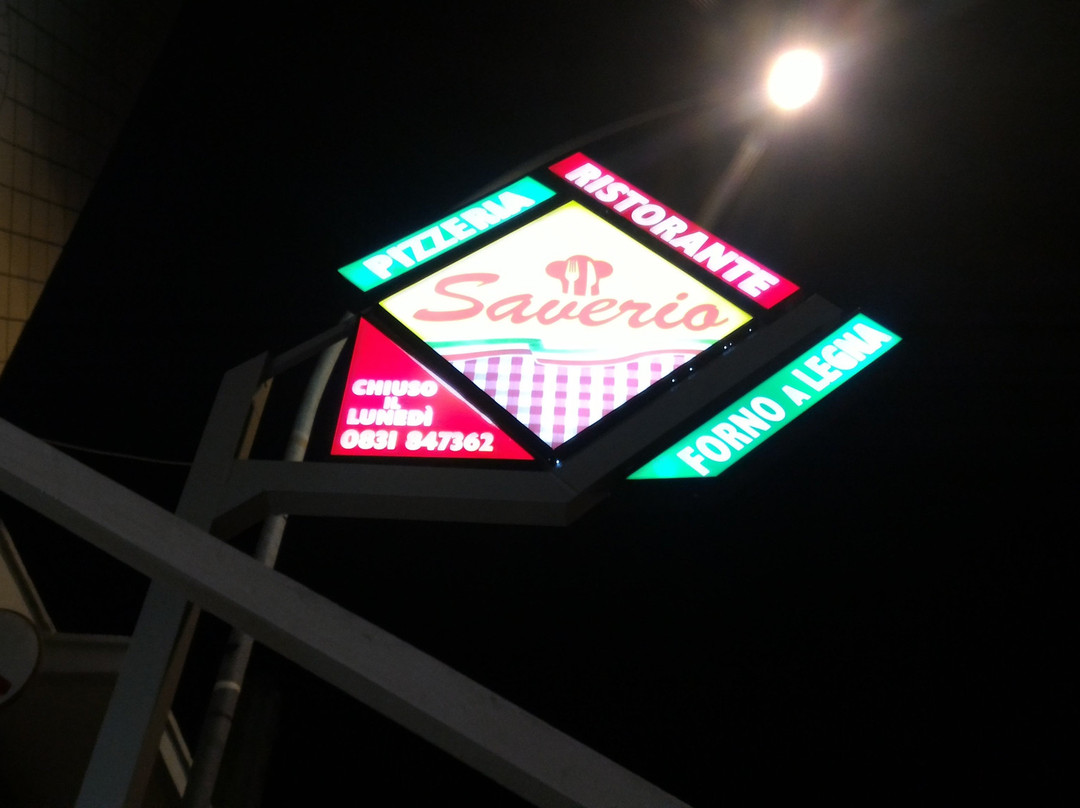 PIZZERIA
RISTORANTE
Saverio
CHIUSO
IL
LUNEDÌ
0831 847362
FORNO A LEGNA